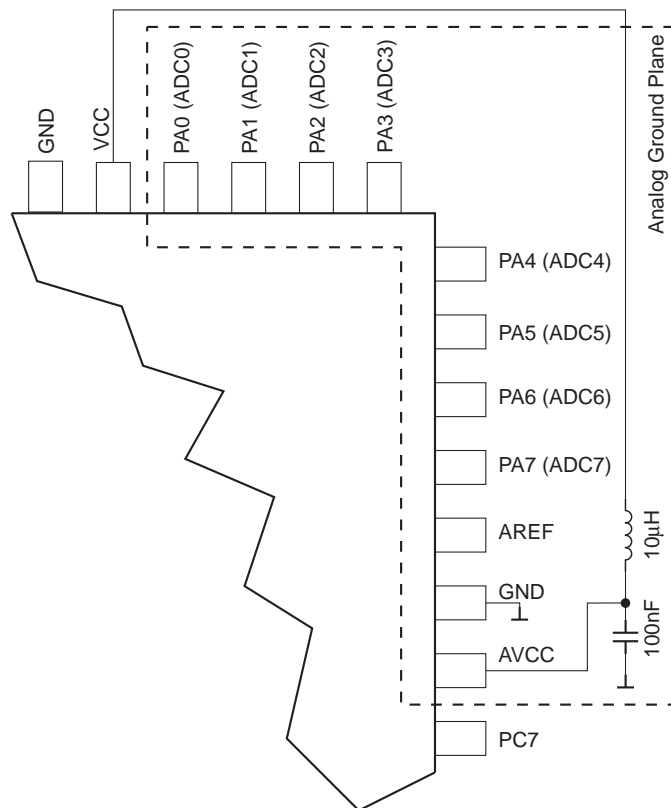 GND
VCC
PA0 (ADC0)
PA1 (ADC1)
PA2 (ADC2)
PA3 (ADC3)
Analog Ground Plane
PA4 (ADC4)
PA5 (ADC5)
PA6 (ADC6)
PA7 (ADC7)
AREF
10µH
GND
AVCC
100nF
PC7